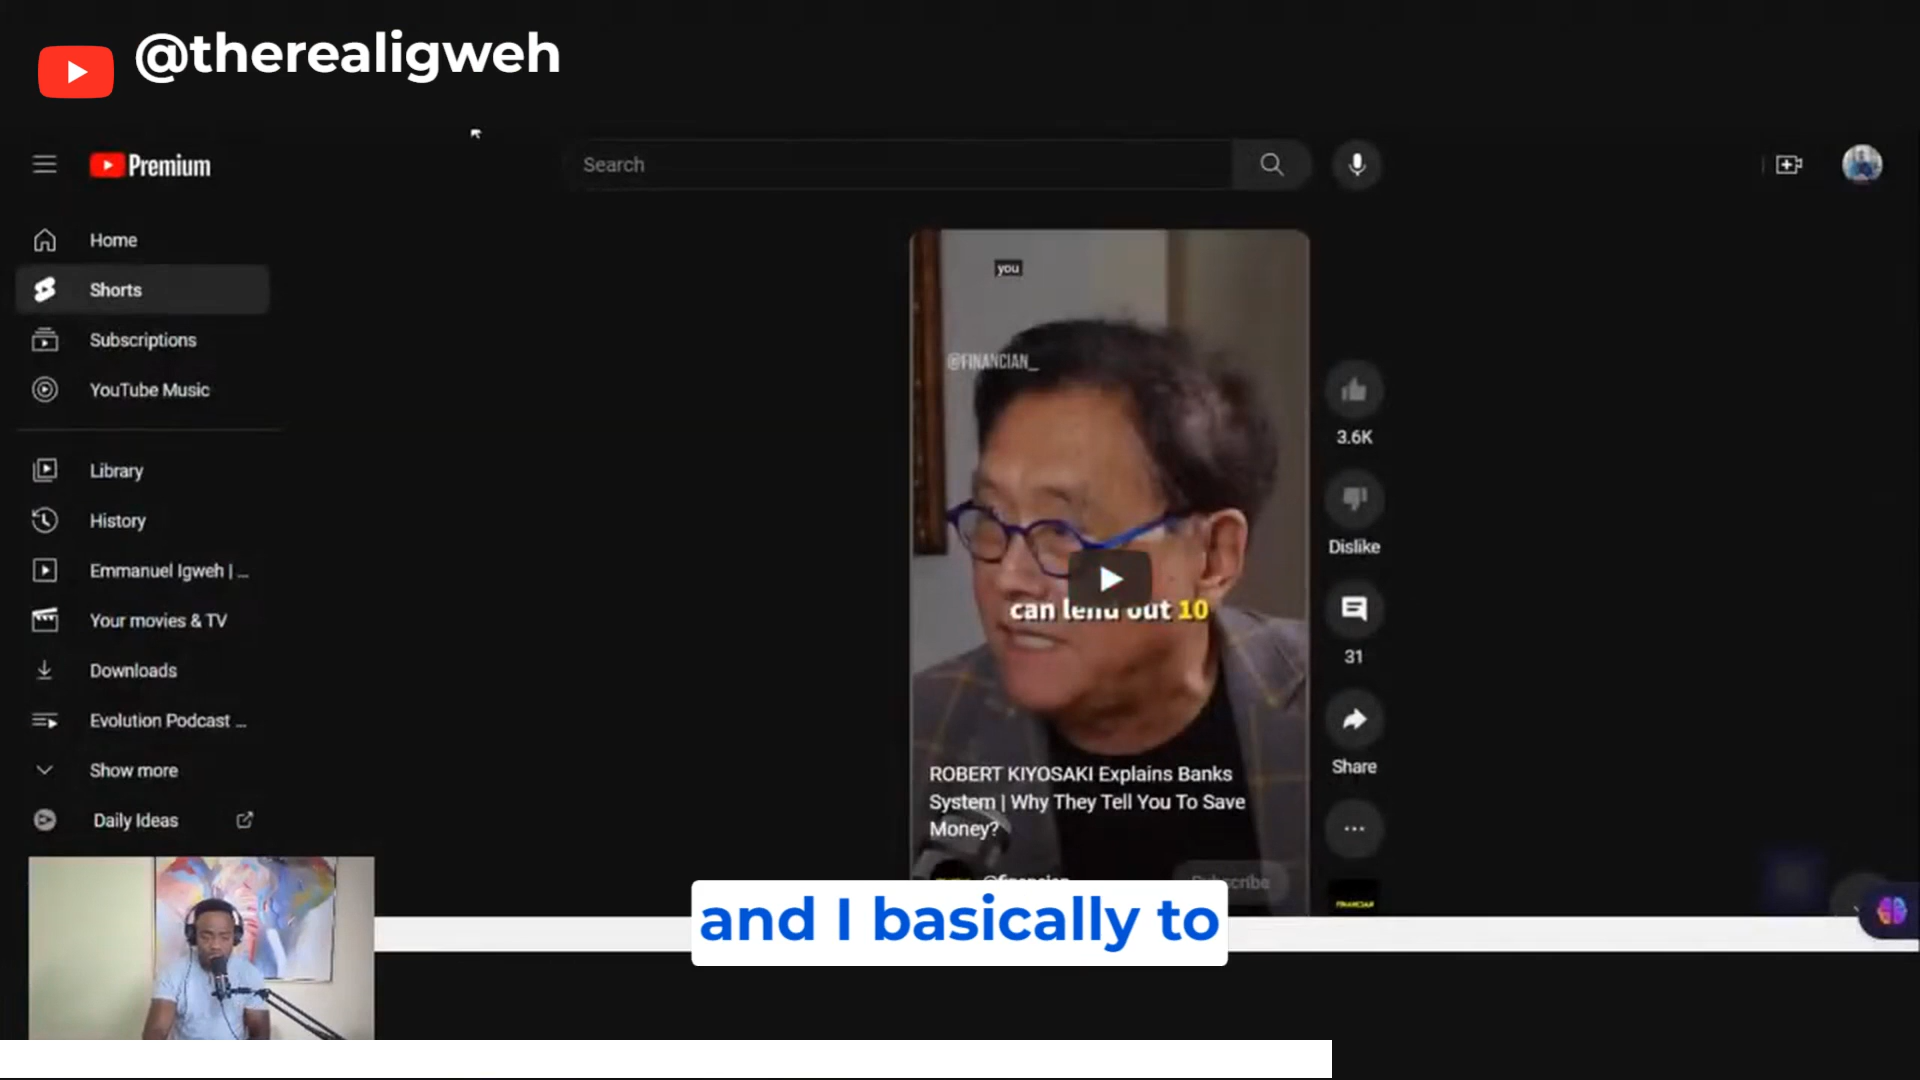 @therealigweh
Premium
Search
Home
Shorts
Subscriptions
YouTube Music
Library
History
Emmanuel Igweh | ...
Your movies & TV
Downloads
Evolution Podcast ...
Show more
Daily Ideas
you
@FINANCIAN_
can lend out 10
ROBERT KIYOSAKI Explains Banks
System | Why They Tell You To Save
Money?
@financian_
Subscribe
3.6K
Dislike
31
Share
FINANCIAN
and I basically to